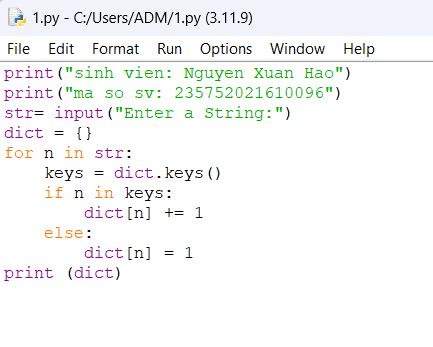 1.py - C:/Users/ADM/1.py (3.11.9)
File Edit Format Run Options Window Help
print("sinh vien: Nguyen Xuan Hao")
print("ma so sv: 235752021610096")
str= input("Enter a String:")
dict = {}
for n in str:
    keys = dict.keys()
    if n in keys:
        dict[n] += 1
    else:
        dict[n] = 1
print (dict)